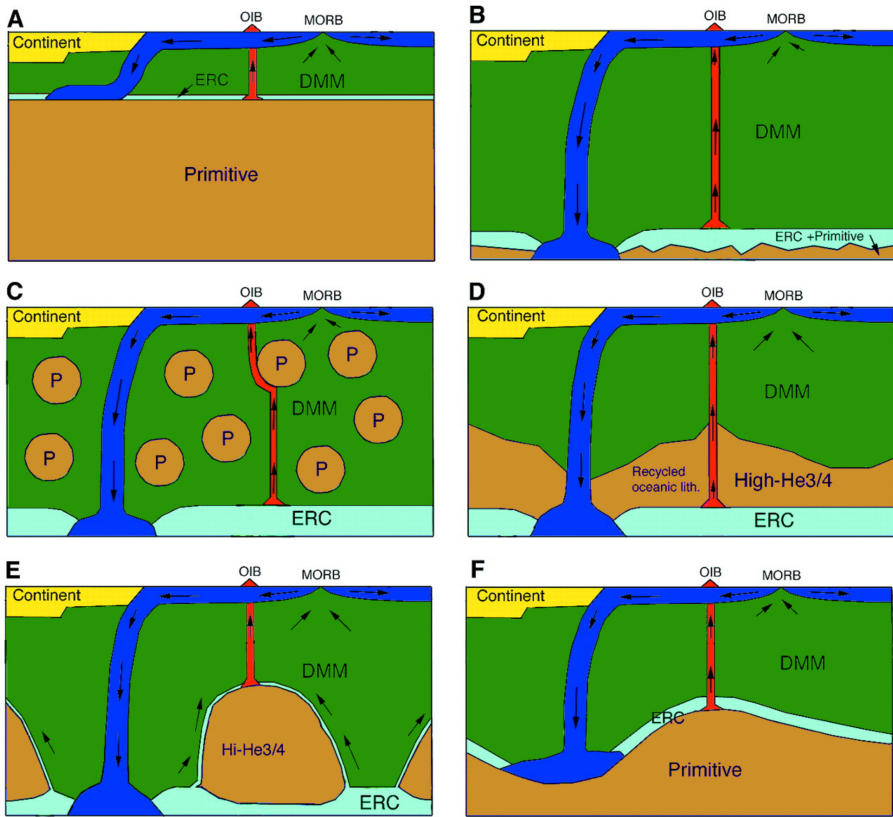 A
OIB
MORB
Continent
ERC
DMM
Primitive
B
OIB
MORB
Continent
DMM
ERC +Primitive
C
OIB
MORB
Continent
P
P
P
P
DMM
P
P
P
P
ERC
D
OIB
MORB
Continent
DMM
Recycled
oceanic lith.
High-He3/4
ERC
E
OIB
MORB
Continent
DMM
Hi-He3/4
ERC
F
OIB
MORB
Continent
DMM
ERC
Primitive